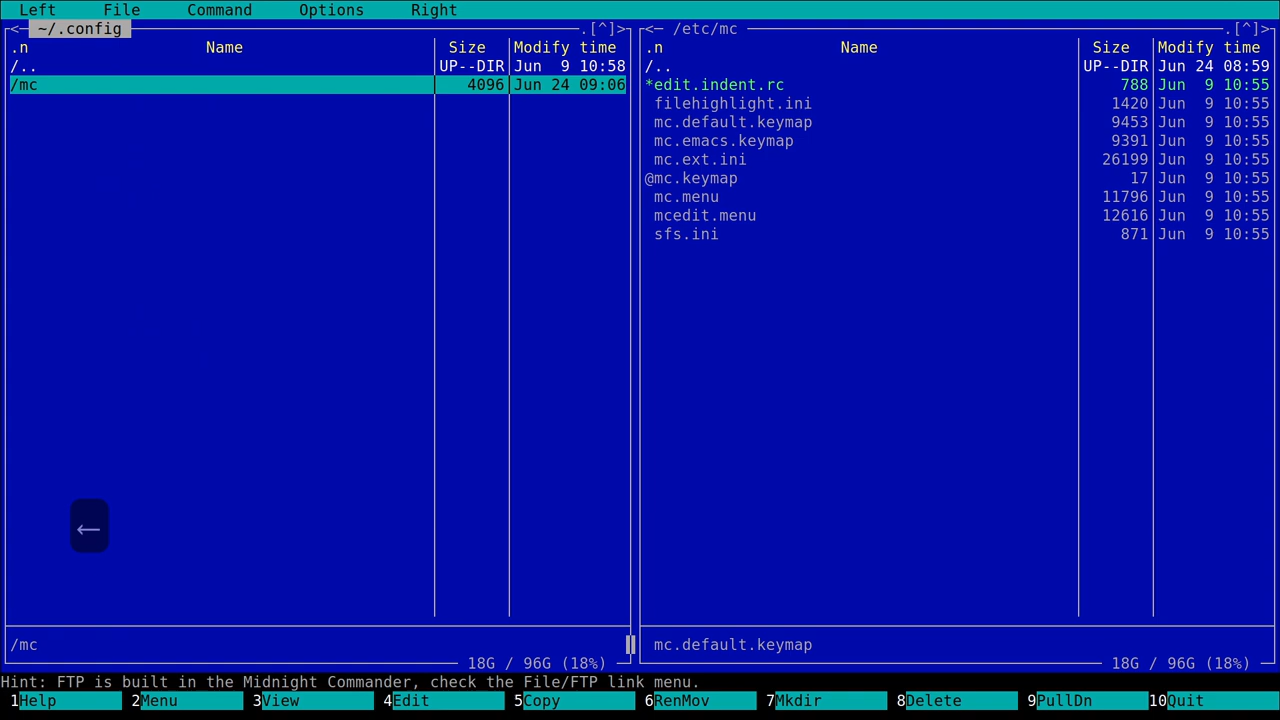 Left File Command Options Right
<— ~/.config .[^]> <— /etc/mc .[^]>
.n Name Size Modify time .n Name Size Modify time
/.. UP--DIR Jun 9 10:58 /.. UP--DIR Jun 24 08:59
/mc 4096 Jun 24 09:06 *edit.indent.rc 788 Jun 9 10:55
filehighlight.ini 1420 Jun 9 10:55
mc.default.keymap 9453 Jun 9 10:55
mc.emacs.keymap 9391 Jun 9 10:55
mc.ext.ini 26199 Jun 9 10:55
@mc.keymap 17 Jun 9 10:55
mc.menu 11796 Jun 9 10:55
mcedit.menu 12616 Jun 9 10:55
sfs.ini 871 Jun 9 10:55
←
/mc mc.default.keymap
18G / 96G (18%) 18G / 96G (18%)
Hint: FTP is built in the Midnight Commander, check the File/FTP link menu.
1Help 2Menu 3View 4Edit 5Copy 6RenMov 7Mkdir 8Delete 9PullDn 10Quit